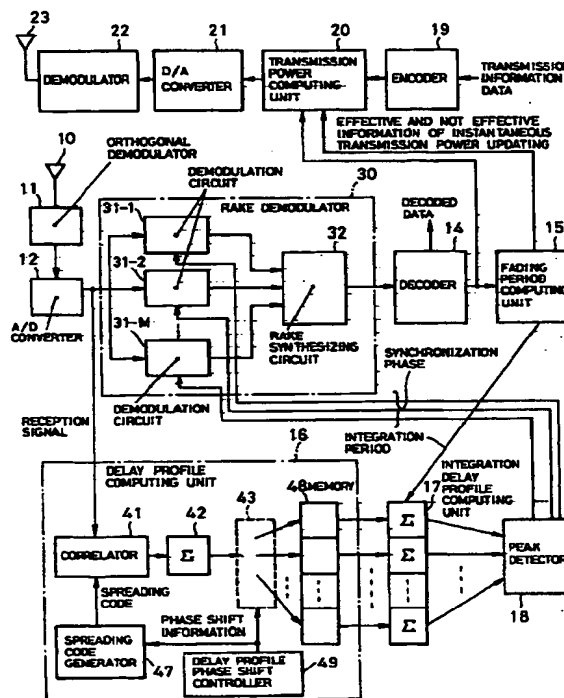 23
22
21
20
19
DEMODULATOR
D/A
CONVERTER
TRANSMISSION
POWER
COMPUTING
UNIT
ENCODER
TRANSMISSION
INFORMATION
DATA
EFFECTIVE AND NOT EFFECTIVE
INFORMATION OF INSTANTANEOUS
TRANSMISSION POWER UPDATING
10
ORTHOGONAL
DEMODULATOR
11
12
A/D
CONVERTER
DEMODULATION
CIRCUIT
30
RAKE DEMODULATOR
31-1
31-2
31-M
32
RAKE
SYNTHESIZING
CIRCUIT
DEMODULATION
CIRCUIT
DECODED
DATA
14
DECODER
15
FADING
PERIOD
COMPUTING
UNIT
SYNCHRONIZATION
PHASE
INTEGRATION
PERIOD
RECEPTION
SIGNAL
16
DELAY PROFILE
COMPUTING UNIT
41
CORRELATOR
42
Σ
43
48
MEMORY
17
INTEGRATION
DELAY
PROFILE
COMPUTING
UNIT
Σ
Σ
Σ
PEAK
DETECTOR
18
SPREADING
CODE
PHASE SHIFT
INFORMATION
SPREADING
CODE
GENERATOR
47
49
DELAY PROFILE
PHASE SHIFT
CONTROLLER